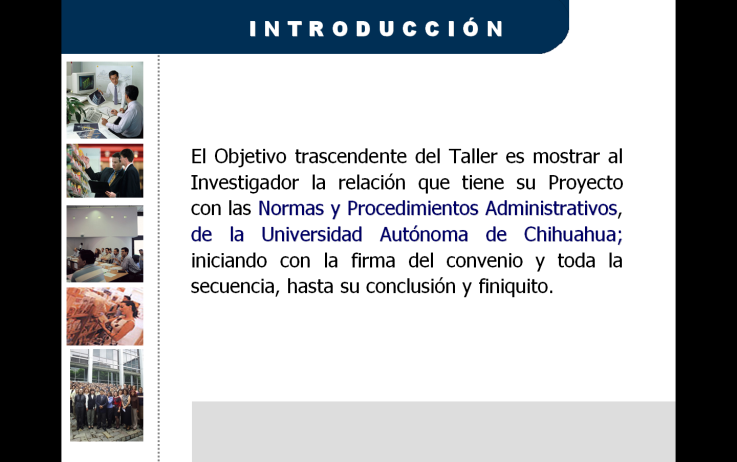 INTRODUCCIÓN
El Objetivo trascendente del Taller es mostrar al
Investigador la relación que tiene su Proyecto
con las Normas y Procedimientos Administrativos,
de la Universidad Autónoma de Chihuahua;
iniciando con la firma del convenio y toda la
secuencia, hasta su conclusión y finiquito.